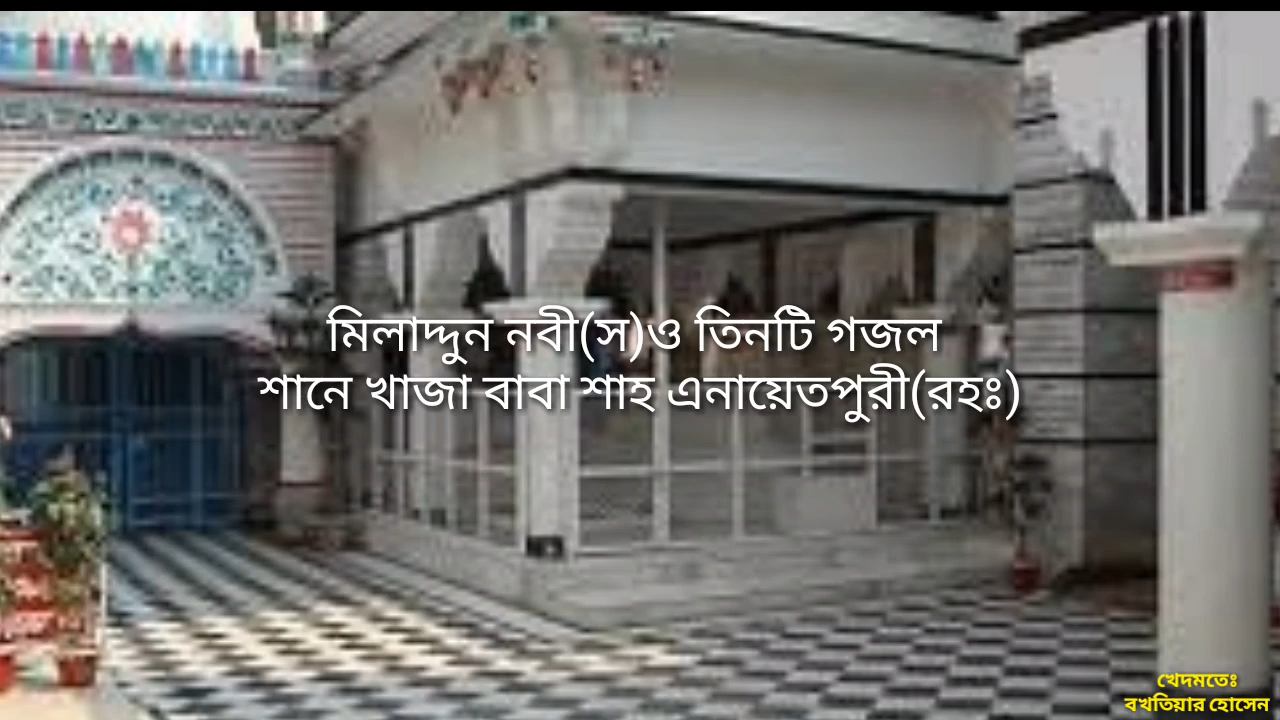 মিলাদ্দুন নবী(স)ও তিনটি গজল
শানে খাজা বাবা শাহ এনায়েতপুরী(রহঃ)
খেদমতেঃ
বখতিয়ার হোসেন